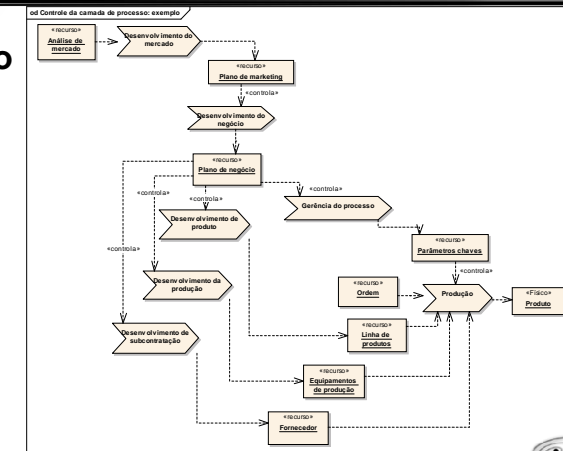 o
od Controle da camada de processo: exemplo
«recurso»
Análise de
mercado
Desenvolvimento do
mercado
«recurso»
Plano de marketing
«controla»
Desenvolvimento do
negócio
«recurso»
Plano de negócio
«controla»
«controla»
«controla»
«controla»
Desenvolvimento de
produto
Gerência do processo
«recurso»
Parâmetros chaves
«controla»
Desenvolvimento da
produção
«recurso»
Ordem
Produção
«Físico»
Produto
Desenvolvimento de
subcontratação
«recurso»
Linha de
produtos
«recurso»
Equipamentos
de produção
«recurso»
Fornecedor